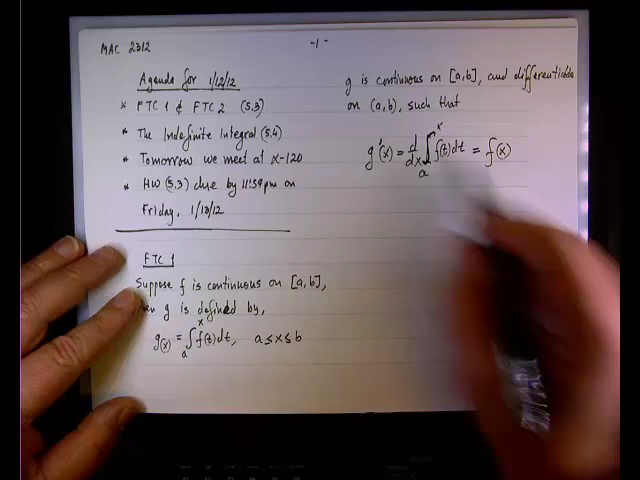 MAC 2312
-1-
Agenda for 1/12/12
* FTC 1 & FTC 2 (5.3)
* The Indefinite Integral (5.4)
* Tomorrow we meet at X-120
* HW (5.3) due by 11:59pm on
Friday, 1/13/12
FTC 1
Suppose f is continuous on [a,b],
g is defined by,
g(x) = ∫ₐˣ f(t)dt, a ≤ x ≤ b
g is continuous on [a,b], and differentiable
on (a,b), such that
g'(x) = d/dx ∫ₐˣ f(t)dt = f(x)